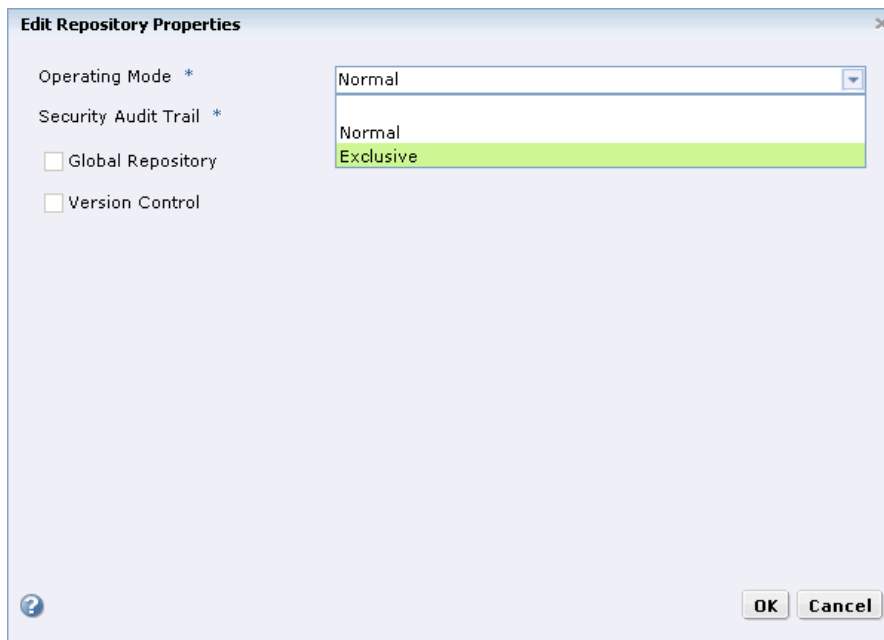 Edit Repository Properties
Operating Mode *
Normal
Security Audit Trail *
Normal
Global Repository
Exclusive
Version Control
OK
Cancel